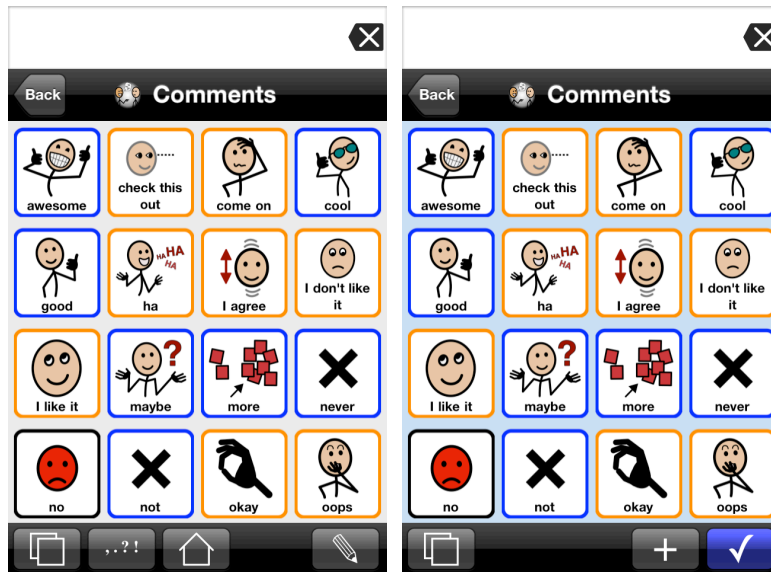 Back Comments
awesome check this out come on cool
HA HA HA
good ha I agree I don't like it
?
I like it maybe more never
no not okay oops
,.?!
Back Comments
awesome check this out come on cool
HA HA HA
good ha I agree I don't like it
?
I like it maybe more never
no not okay oops
+